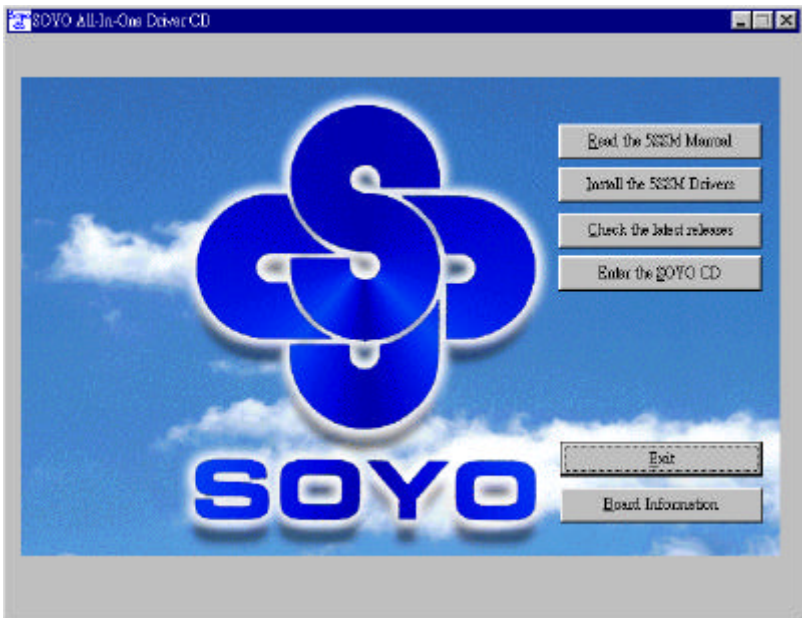 SOYO All-In-One Driver CD
Read the 5SSM Manual
Install the 5SSM Drivers
Check the latest releases
Enter the SOYO CD
Exit
Board Information
SOYO